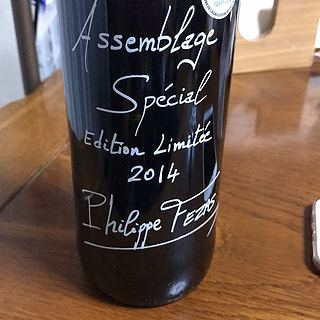 Assemblage
Spécial
Edition Limitée
2014
Philippe FEZAS